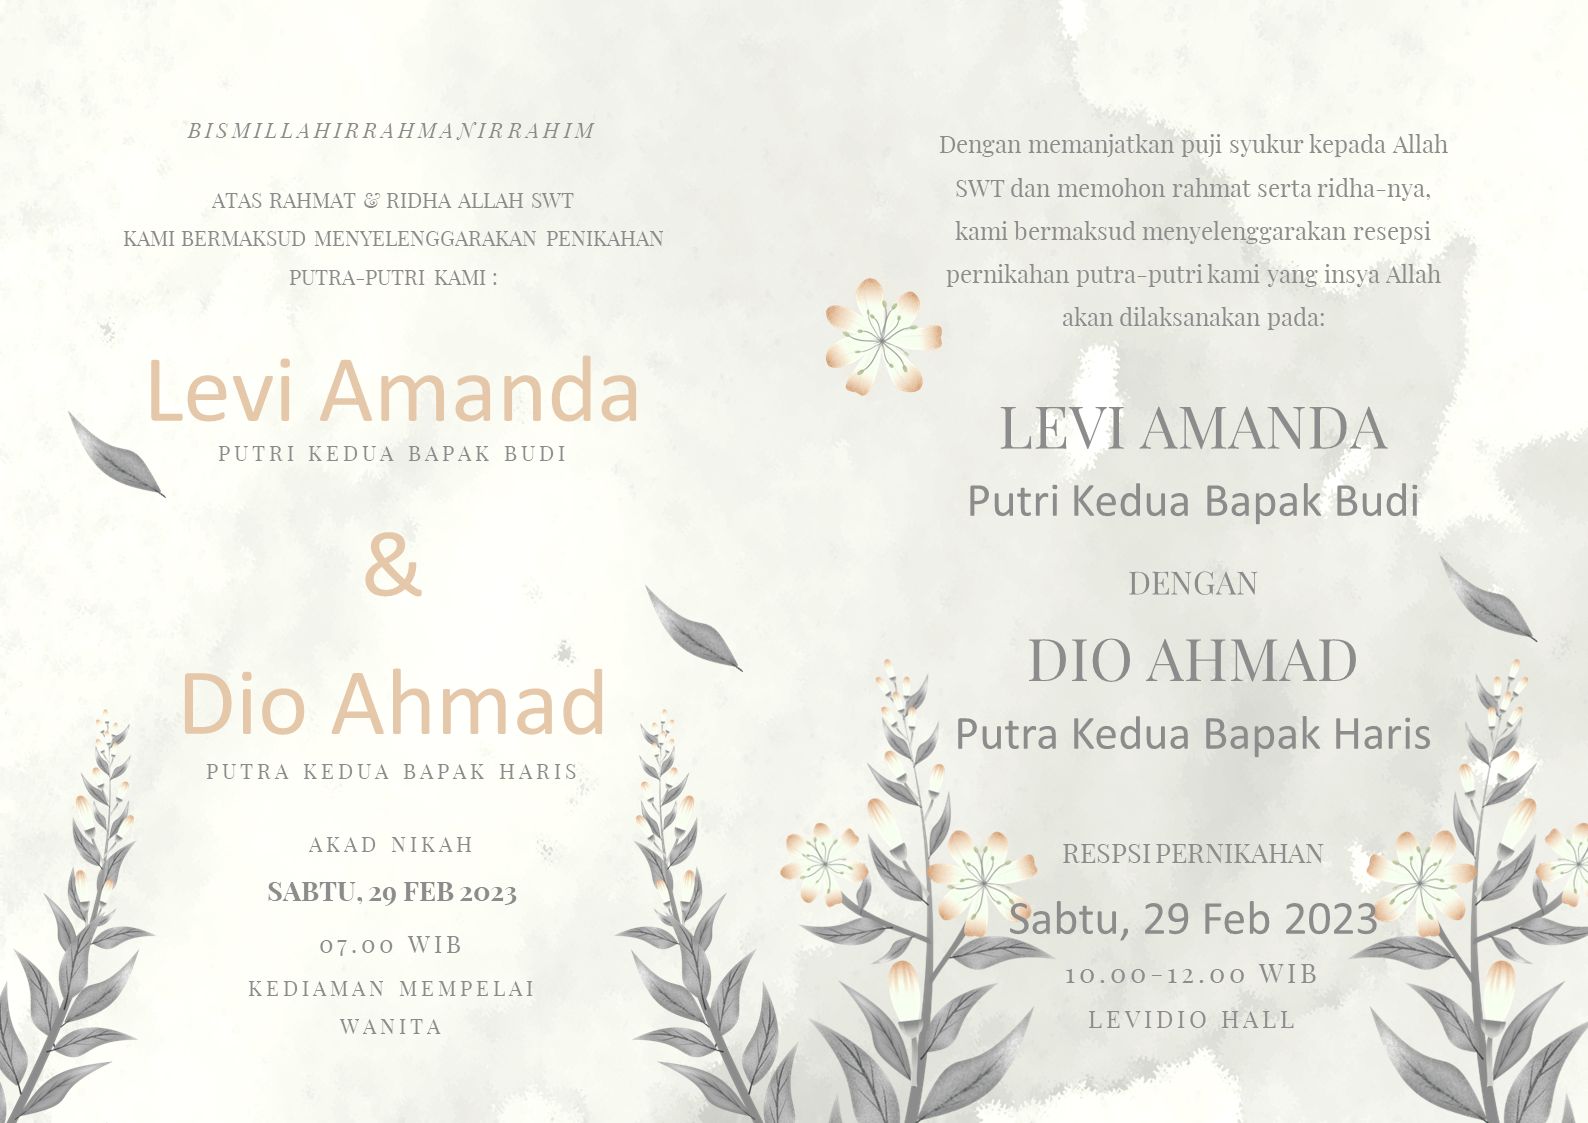 BISMILLAHIRRAHMANIRRAHIM
ATAS RAHMAT & RIDHA ALLAH SWT
KAMI BERMAKSUD MENYELENGGARAKAN PENIKAHAN
PUTRA-PUTRI KAMI :
Levi Amanda
PUTRI KEDUA BAPAK BUDI
&
Dio Ahmad
PUTRA KEDUA BAPAK HARIS
AKAD NIKAH
SABTU, 29 FEB 2023
07.00 WIB
KEDIAMAN MEMPELAI
WANITA
Dengan memanjatkan puji syukur kepada Allah
SWT dan memohon rahmat serta ridha-nya,
kami bermaksud menyelenggarakan resepsi
pernikahan putra-putri kami yang insya Allah
akan dilaksanakan pada:
LEVI AMANDA
Putri Kedua Bapak Budi
DENGAN
DIO AHMAD
Putra Kedua Bapak Haris
RESPSI PERNIKAHAN
Sabtu, 29 Feb 2023
10.00-12.00 WIB
LEVIDIO HALL